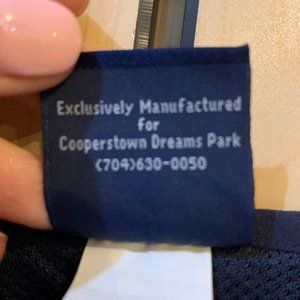 Exclusively Manufactured
for
Cooperstown Dreams Park
(704)630-0050